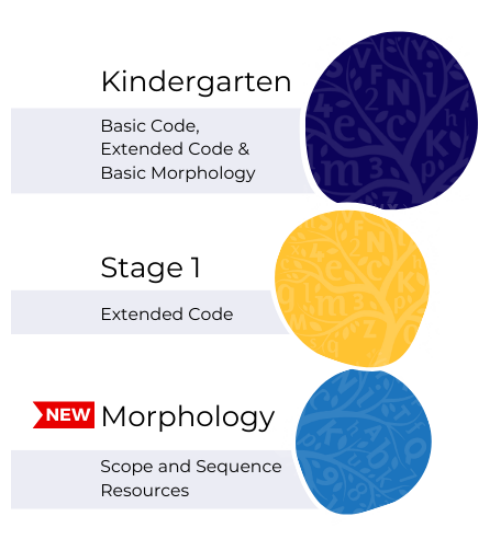 Kindergarten
Basic Code,
Extended Code &
Basic Morphology
Stage 1
Extended Code
NEW Morphology
Scope and Sequence
Resources